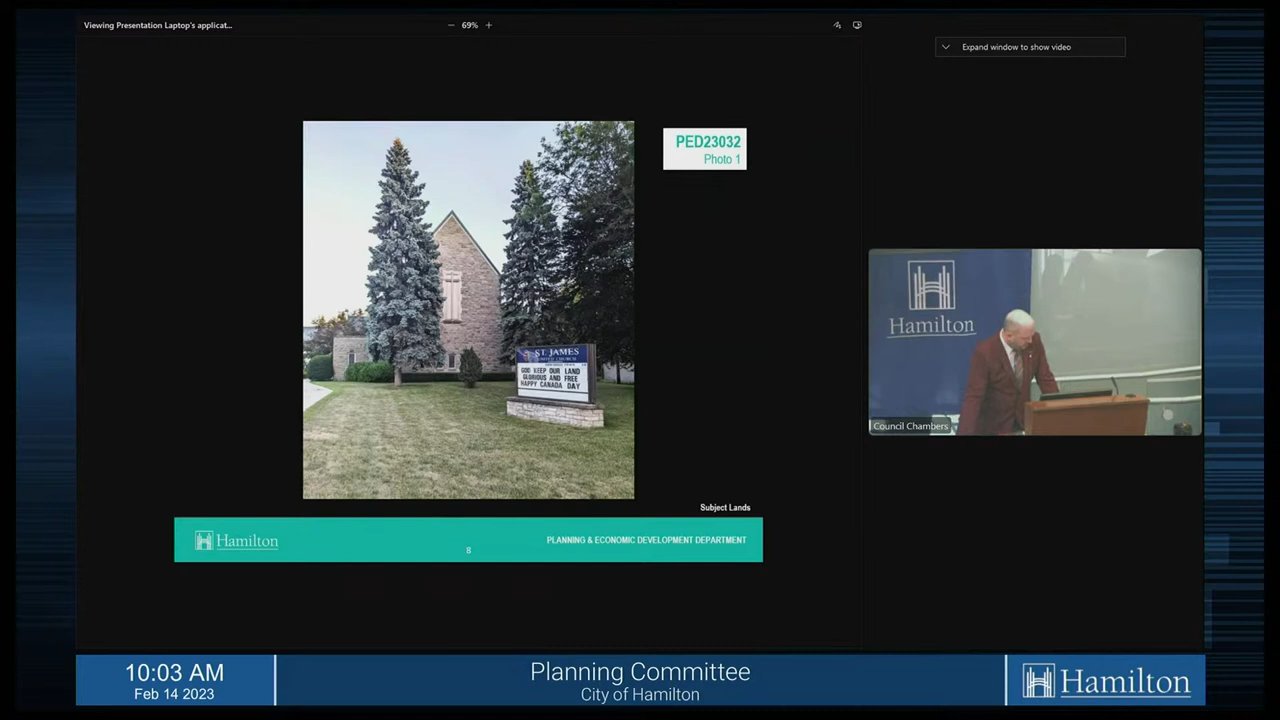 Viewing Presentation Laptop's applicat...
69%
Expand window to show video
PED23032
Photo 1
ST. JAMES
UNITED CHURCH
GOD KEEP OUR LAND
GLORIOUS AND FREE
HAPPY CANADA DAY
Hamilton
Council Chambers
Subject Lands
Hamilton
8
PLANNING & ECONOMIC DEVELOPMENT DEPARTMENT
10:03 AM
Feb 14 2023
Planning Committee
City of Hamilton
Hamilton